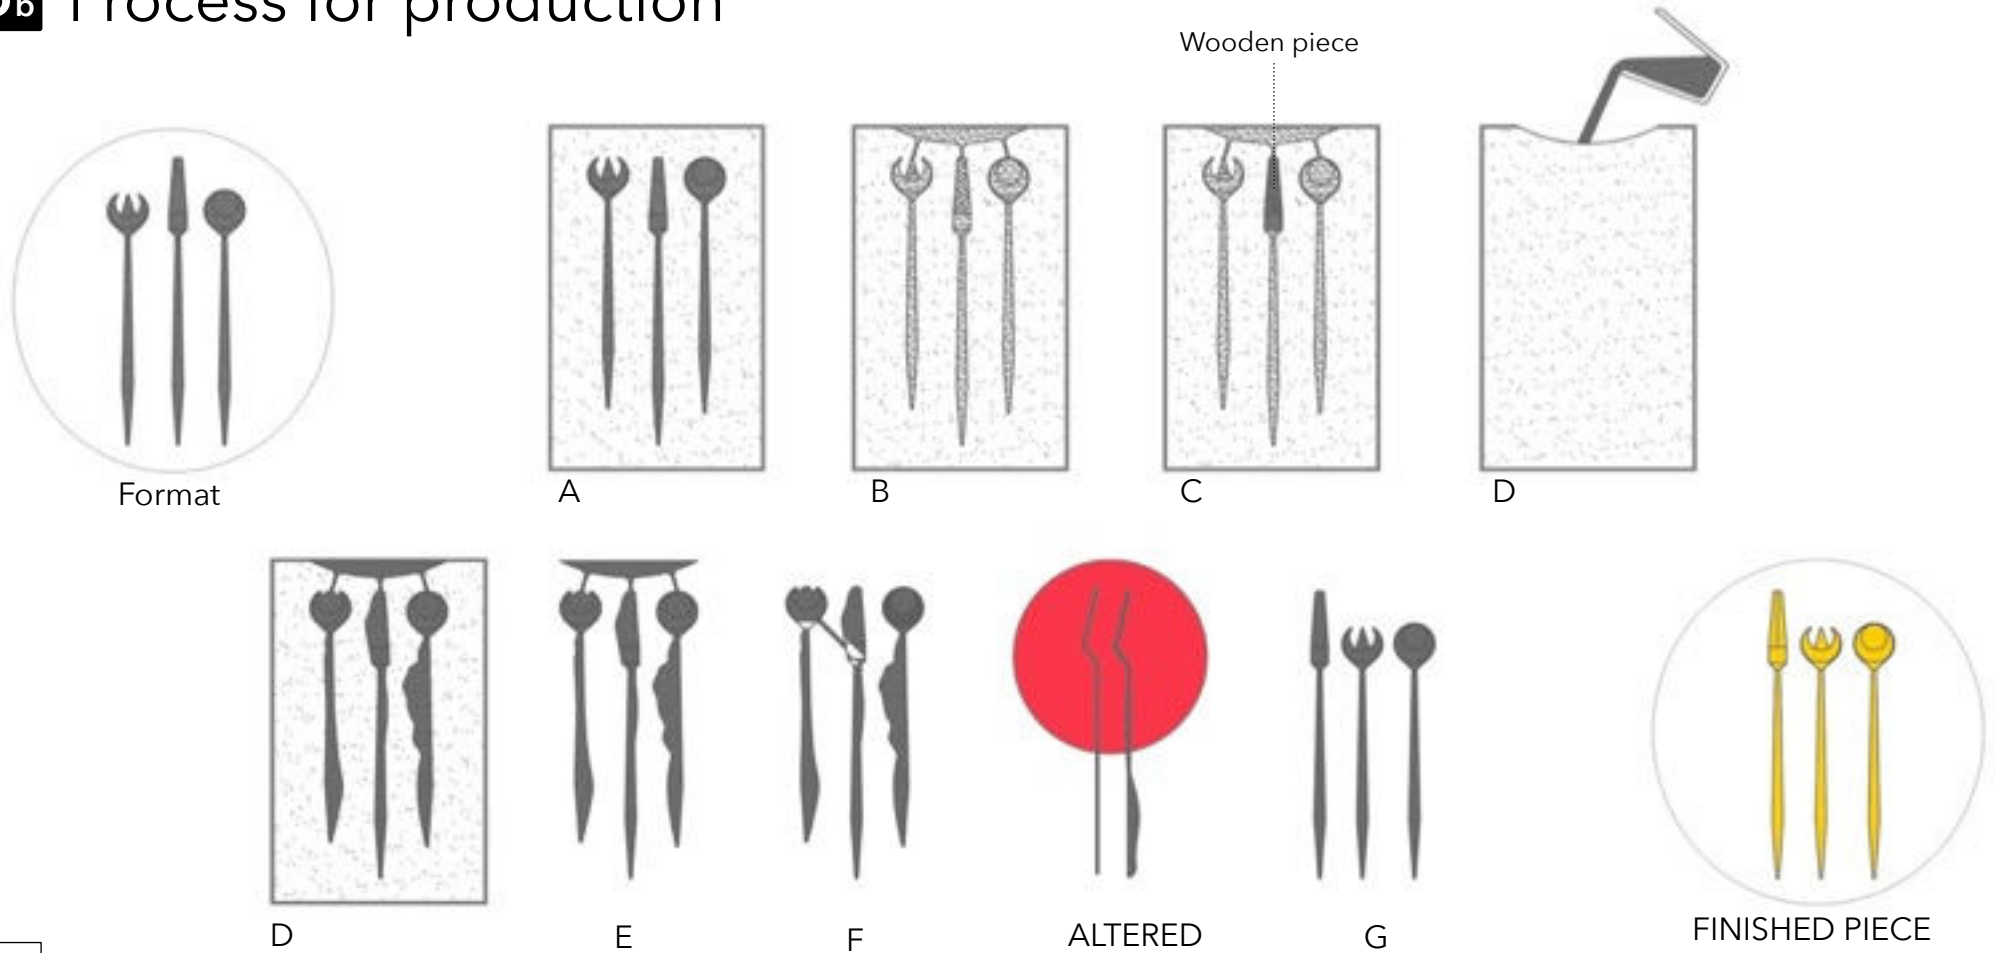 b Process for production
Wooden piece
Format
A
B
C
D
D
E
F
ALTERED
G
FINISHED PIECE